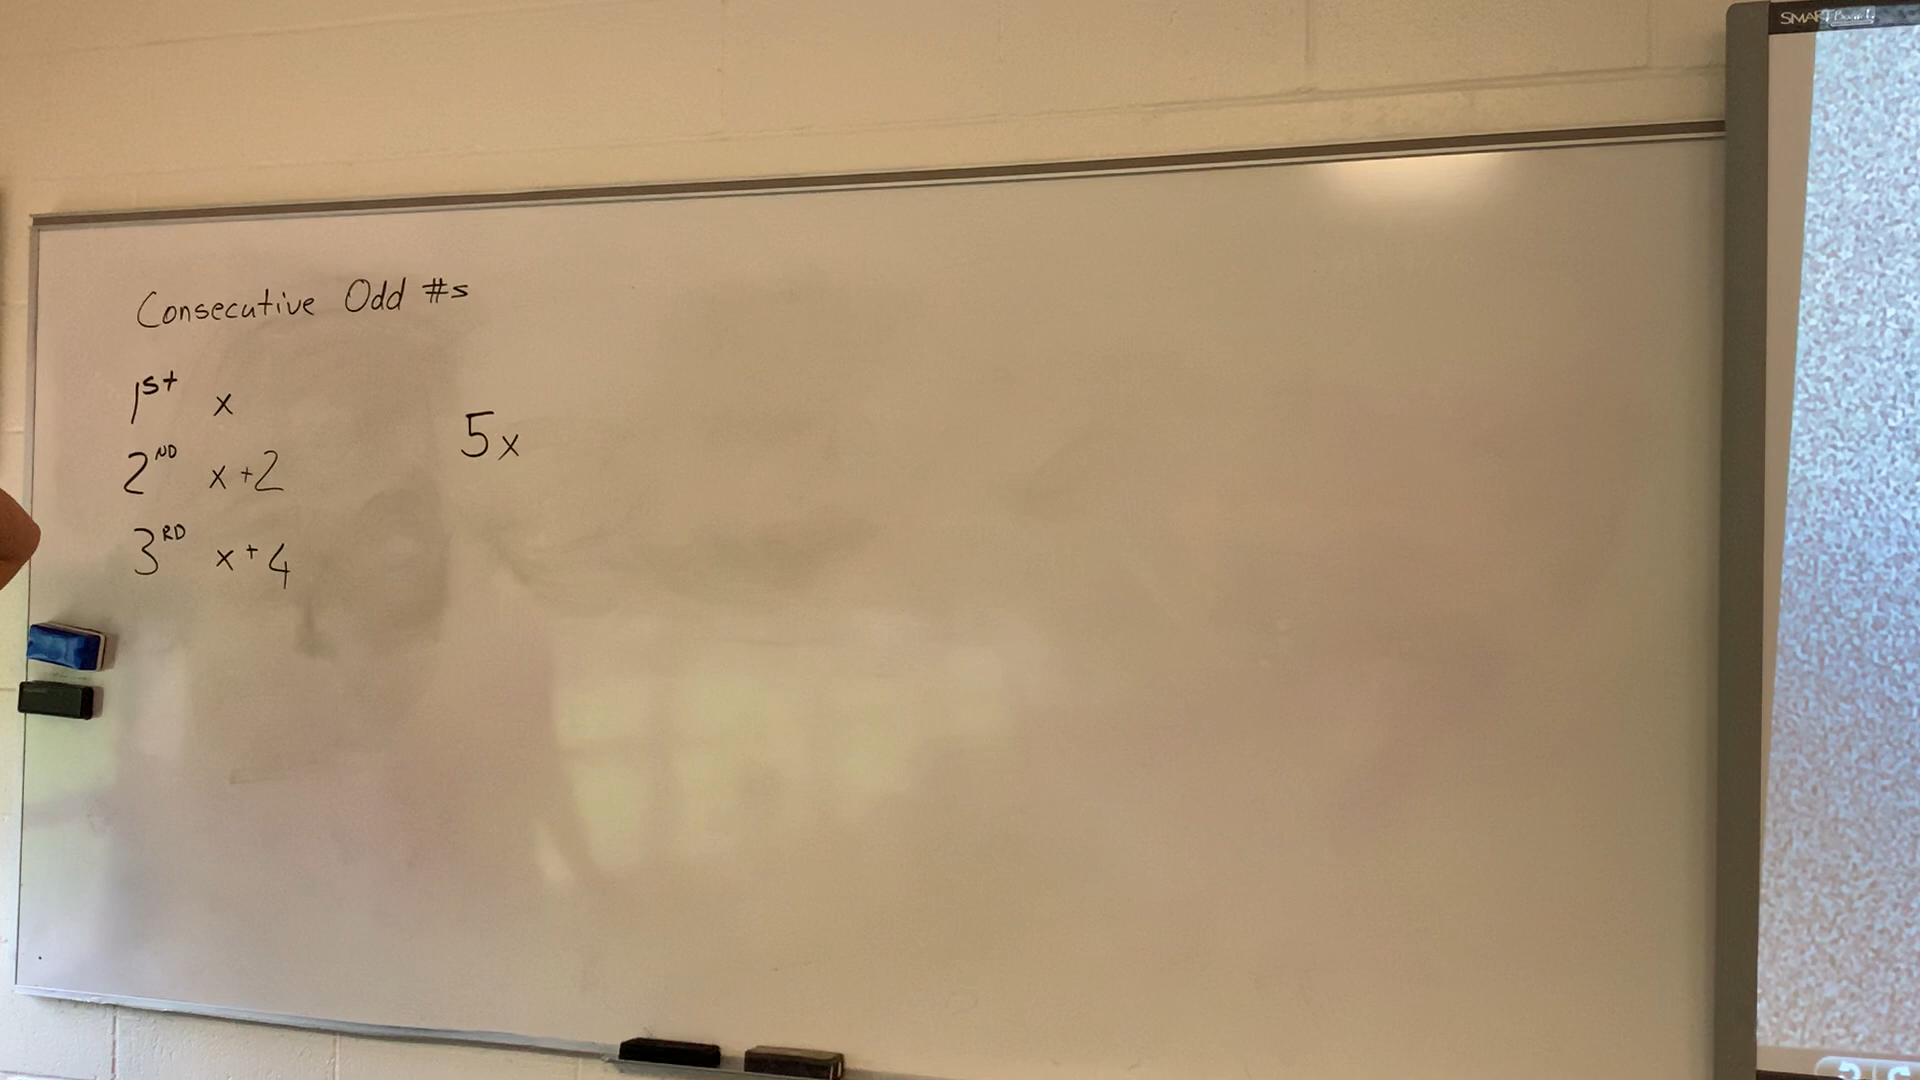 Consecutive Odd #s
1st x
2ND x+2
3RD x+4
5x
SMART Board